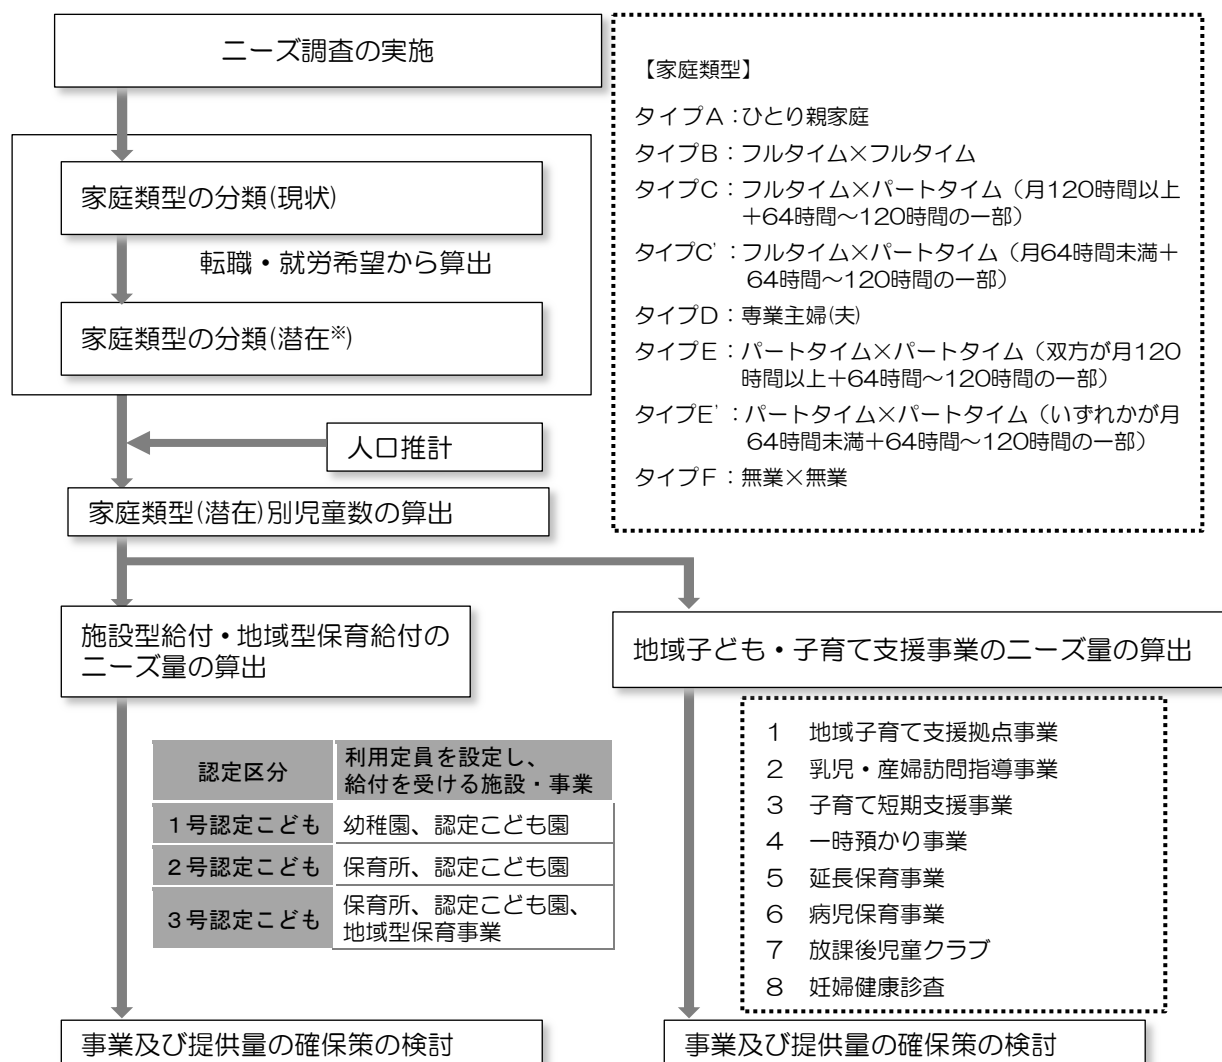 ニーズ調査の実施
家庭類型の分類(現状)
転職・就労希望から算出
家庭類型の分類(潜在※)
人口推計
家庭類型(潜在)別児童数の算出
【家庭類型】
タイプA：ひとり親家庭
タイプB：フルタイム×フルタイム
タイプC：フルタイム×パートタイム（月120時間以上
＋64時間～120時間の一部）
タイプC'：フルタイム×パートタイム（月64時間未満＋
64時間～120時間の一部）
タイプD：専業主婦(夫)
タイプE：パートタイム×パートタイム（双方が月120
時間以上＋64時間～120時間の一部）
タイプE'：パートタイム×パートタイム（いずれかが月
64時間未満＋64時間～120時間の一部）
タイプF：無業×無業
施設型給付・地域型保育給付の
ニーズ量の算出
認定区分
利用定員を設定し、
給付を受ける施設・事業
1号認定こども 幼稚園、認定こども園
2号認定こども 保育所、認定こども園
3号認定こども 保育所、認定こども園、
地域型保育事業
事業及び提供量の確保策の検討
地域子ども・子育て支援事業のニーズ量の算出
1 地域子育て支援拠点事業
2 乳児・産婦訪問指導事業
3 子育て短期支援事業
4 一時預かり事業
5 延長保育事業
6 病児保育事業
7 放課後児童クラブ
8 妊婦健康診査
事業及び提供量の確保策の検討